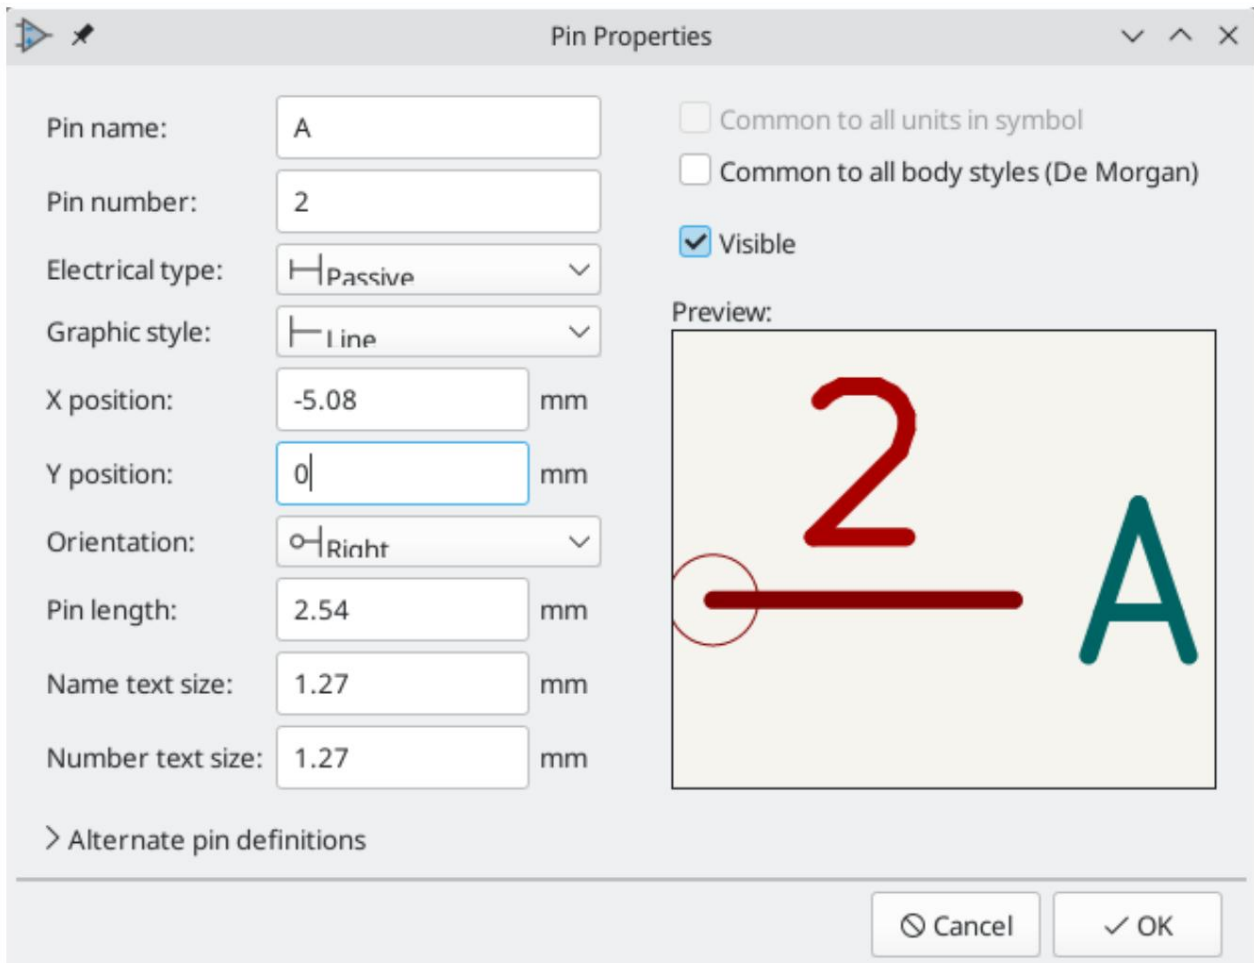 Pin Properties
Pin name: A
Pin number: 2
Electrical type: Passive
Graphic style: Line
X position: -5.08 mm
Y position: 0 mm
Orientation: Right
Pin length: 2.54 mm
Name text size: 1.27 mm
Number text size: 1.27 mm
Alternate pin definitions
Common to all units in symbol
Common to all body styles (De Morgan)
Visible
Preview:
2
A
Cancel
OK